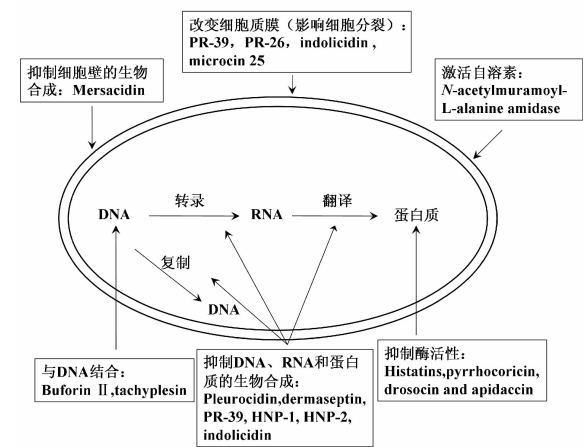 改变细胞质膜（影响细胞分裂）：
PR-39，PR-26，indolicidin ,
microcin 25
抑制细胞壁的生物
合成：Mersacidin
激活自溶素：
N-acetylmuramoyl-
L-alanine amidase
DNA
转录
RNA
翻译
蛋白质
复制
DNA
与DNA结合：
Buforin Ⅱ,tachyplesin
抑制DNA、RNA和蛋白
质的生物合成：
Pleurocidin,dermaseptin,
PR-39, HNP-1, HNP-2,
indolicidin
抑制酶活性：
Histatins,pyrrhocoricin,
drosocin and apidaccin